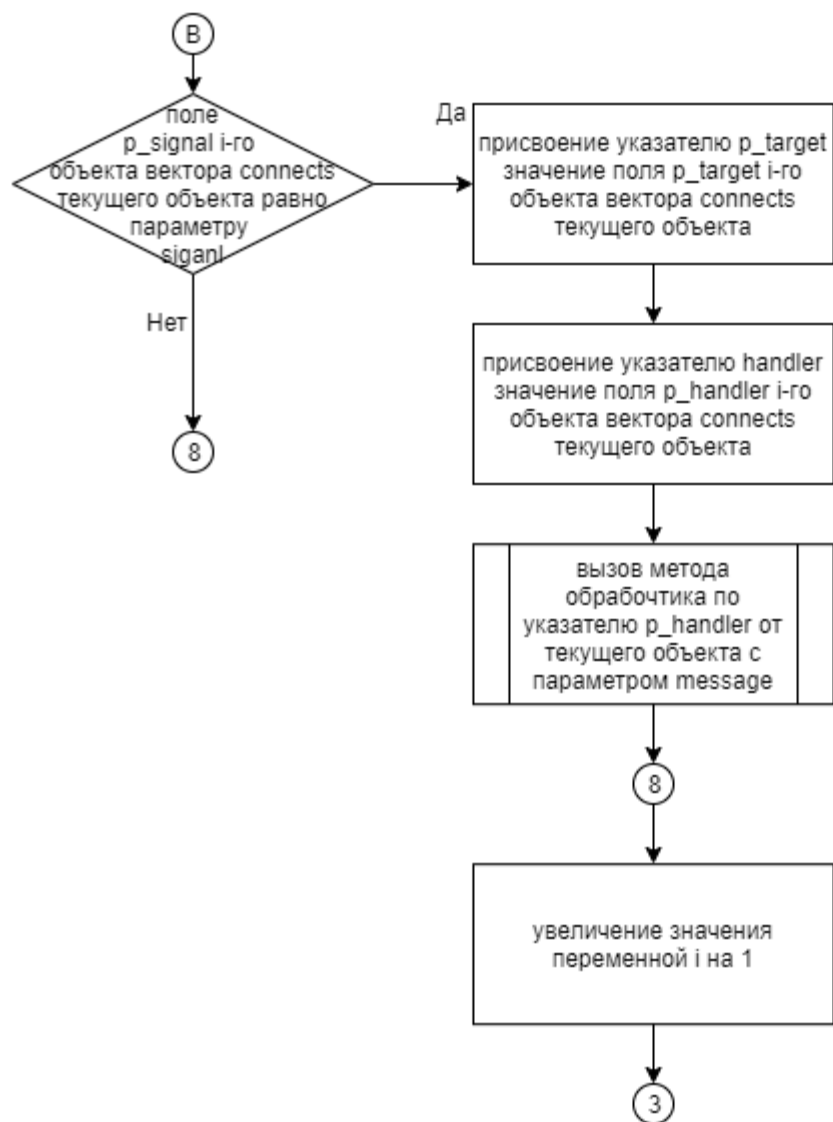 B
поле
p_signal i-го
объекта вектора connects
текущего объекта равно
параметру
siganl
Да
присвоение указателю p_target
значение поля p_target i-го
объекта вектора connects
текущего объекта
Нет
8
присвоение указателю handler
значение поля p_handler i-го
объекта вектора connects
текущего объекта
вызов метода
обрабочтика по
указателю p_handler от
текущего объекта с
параметром message
8
увеличение значения
переменной i на 1
3